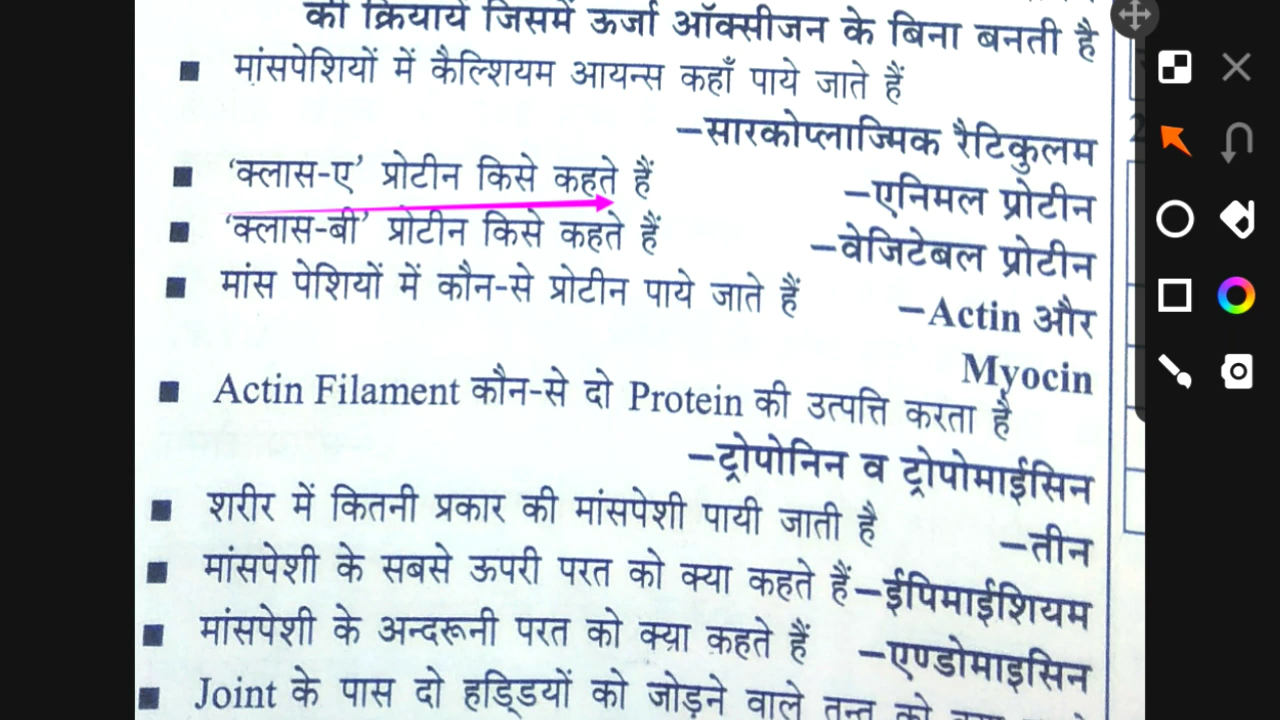 की क्रियायें जिसमें ऊर्जा ऑक्सीजन के बिना बनती है
■ मांसपेशियों में कैल्शियम आयन्स कहाँ पाये जाते हैं
–सारकोप्लाज्मिक रैटिकुलम
■ ‘क्लास-ए’ प्रोटीन किसे कहते हैं –एनिमल प्रोटीन
■ ‘क्लास-बी’ प्रोटीन किसे कहते हैं –वेजिटेबल प्रोटीन
■ मांस पेशियों में कौन-से प्रोटीन पाये जाते हैं –Actin और
Myocin
■ Actin Filament कौन-से दो Protein की उत्पत्ति करता है
–ट्रोपोनिन व ट्रोपोमाईसिन
■ शरीर में कितनी प्रकार की मांसपेशी पायी जाती है –तीन
■ मांसपेशी के सबसे ऊपरी परत को क्या कहते हैं–ईपिमाईशियम
■ मांसपेशी के अन्दरूनी परत को क्या कहते हैं –एण्डोमाइसिन
■ Joint के पास दो हड्डियों को जोड़ने वाले तन्तु को